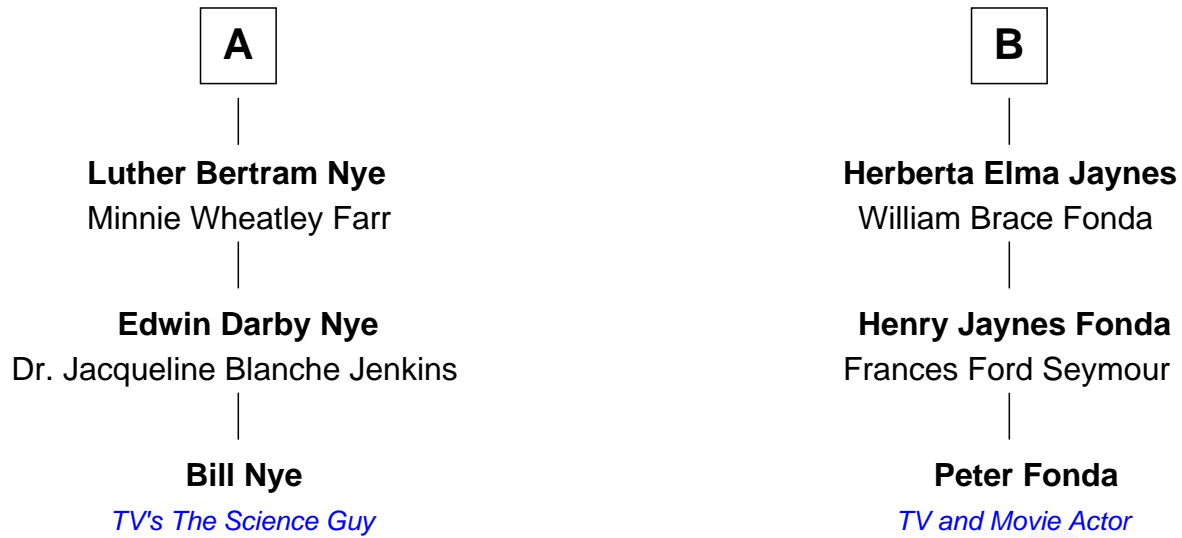 A
Luther Bertram Nye
Minnie Wheatley Farr
Edwin Darby Nye
Dr. Jacqueline Blanche Jenkins
Bill Nye
TV's The Science Guy
B
Herberta Elma Jaynes
William Brace Fonda
Henry Jaynes Fonda
Frances Ford Seymour
Peter Fonda
TV and Movie Actor